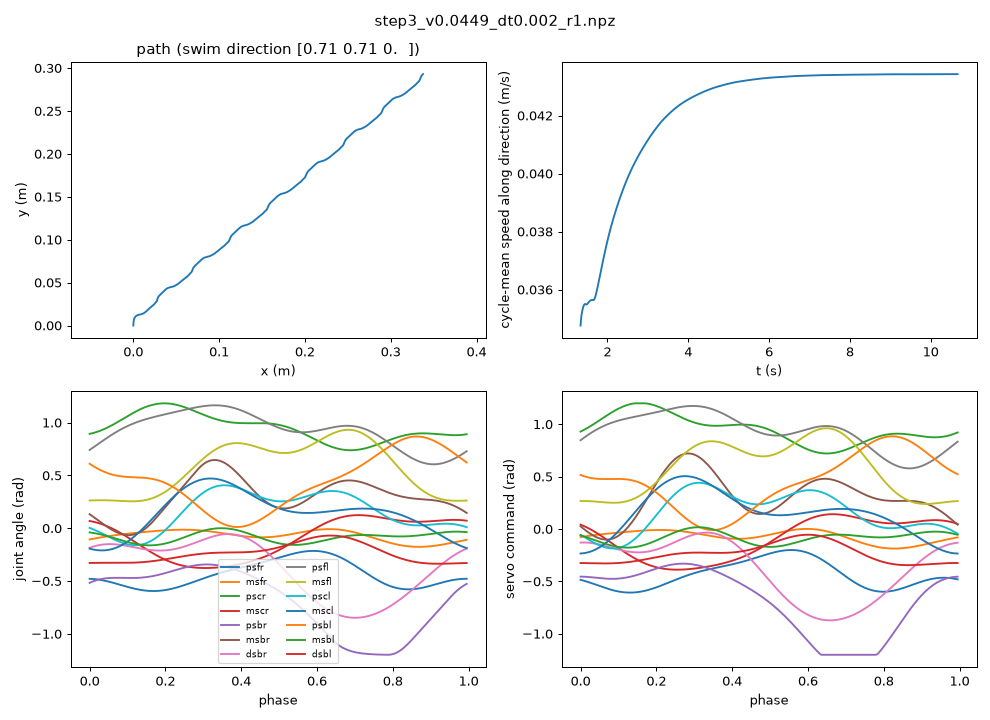 step3_v0.0449_dt0.002_r1.npz
path (swim direction [0.71 0.71 0.  ])
0.30
0.25
0.20
0.15
0.10
0.05
0.00
y (m)
0.0
0.1
0.2
0.3
0.4
x (m)
cycle-mean speed along direction (m/s)
0.042
0.040
0.038
0.036
2
4
6
8
10
t (s)
joint angle (rad)
1.0
0.5
0.0
−0.5
−1.0
psfr
msfr
pscr
mscr
psbr
msbr
dsbr
psfl
msfl
pscl
mscl
psbl
msbl
dsbl
0.0
0.2
0.4
0.6
0.8
1.0
phase
servo command (rad)
1.0
0.5
0.0
−0.5
−1.0
0.0
0.2
0.4
0.6
0.8
1.0
phase